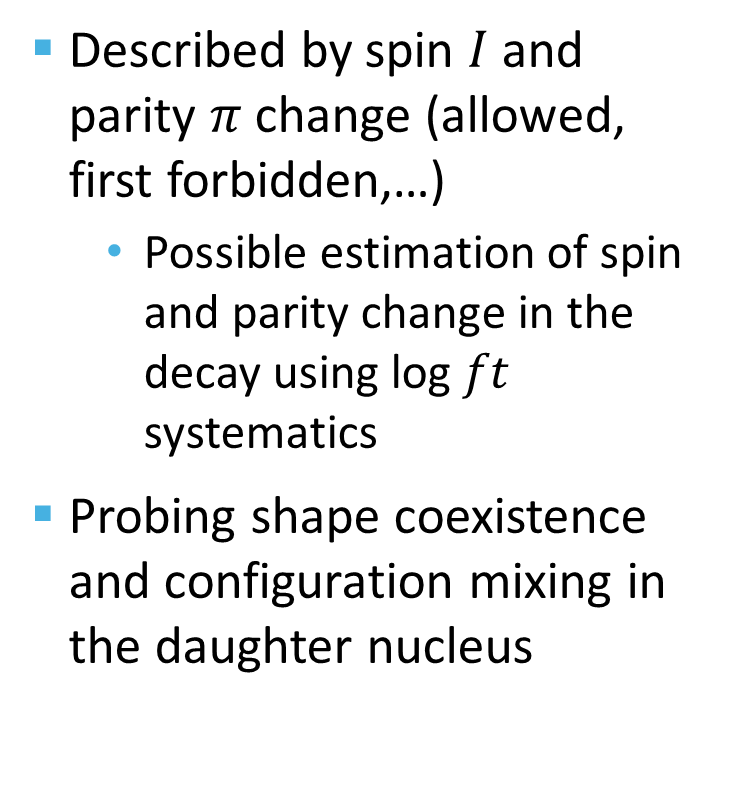 ▪ Described by spin 𝐼 and
parity 𝜋 change (allowed,
first forbidden,...)
• Possible estimation of spin
and parity change in the
decay using log 𝑓𝑡
systematics
▪ Probing shape coexistence
and configuration mixing in
the daughter nucleus